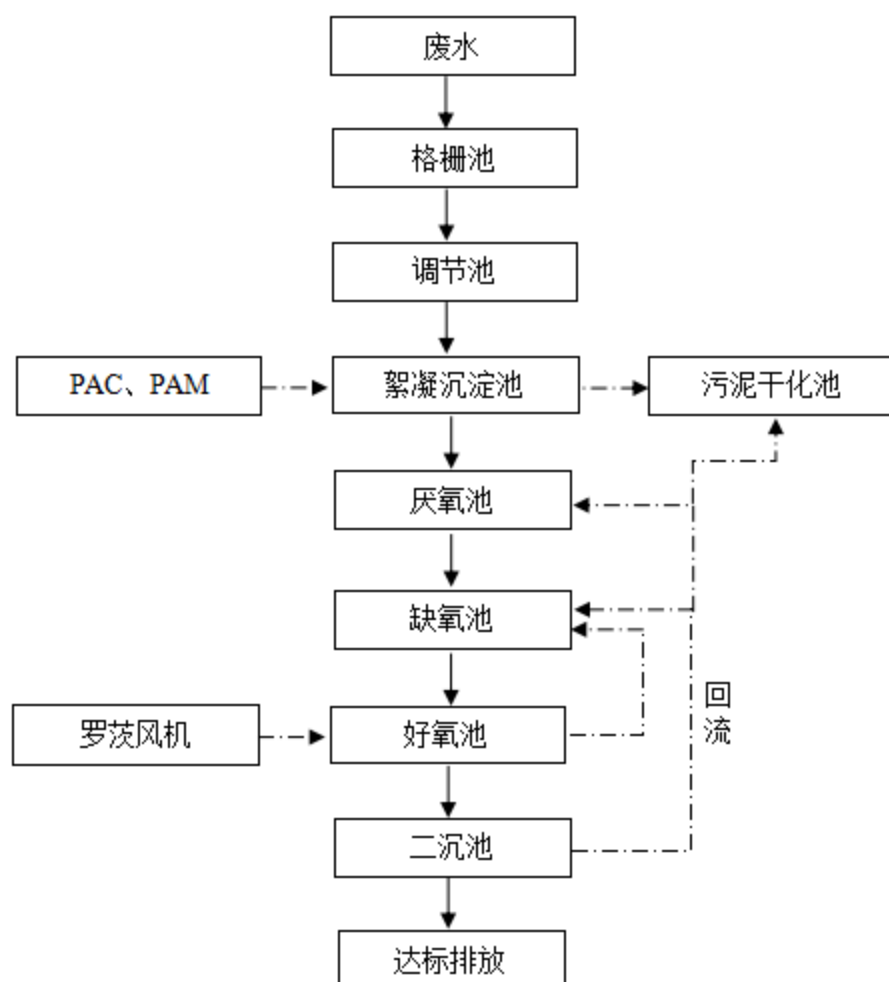 废水
格栅池
调节池
PAC、PAM
絮凝沉淀池
污泥干化池
厌氧池
缺氧池
回
流
罗茨风机
好氧池
二沉池
达标排放